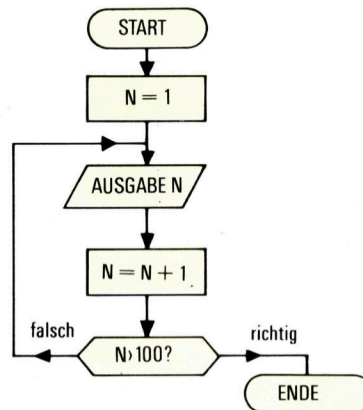 START
N = 1
AUSGABE N
N = N + 1
falsch
richtig
N>100?
ENDE